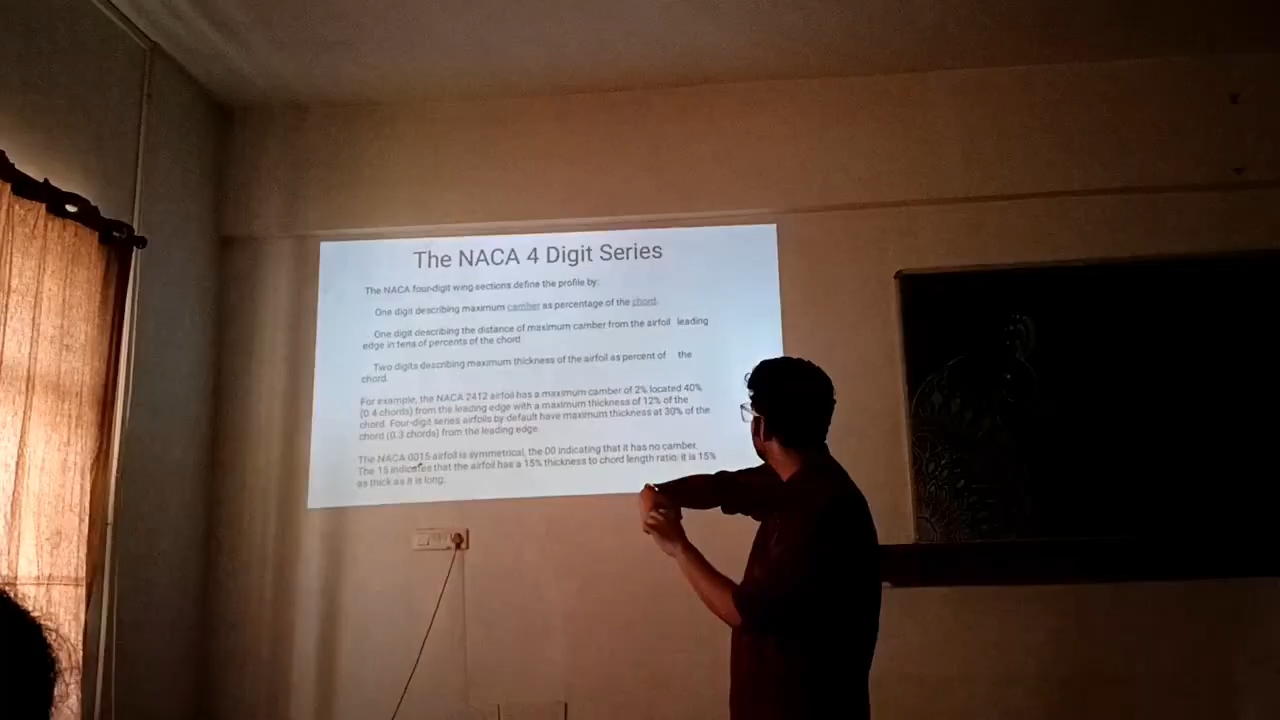 The NACA 4 Digit Series
The NACA four-digit wing sections define the profile by:
One digit describing maximum camber as percentage of the chord.
One digit describing the distance of maximum camber from the airfoil leading
edge in tens of percents of the chord
Two digits describing maximum thickness of the airfoil as percent of the
chord.
For example, the NACA 2412 airfoil has a maximum camber of 2% located 40%
(0.4 chords) from the leading edge with a maximum thickness of 12% of the
chord. Four-digit series airfoils by default have maximum thickness at 30% of the
chord (0.3 chords) from the leading edge.
The NACA 0015 airfoil is symmetrical, the 00 indicating that it has no camber.
The 15 indicates that the airfoil has a 15% thickness to chord length ratio: it is 15%
as thick as it is long.